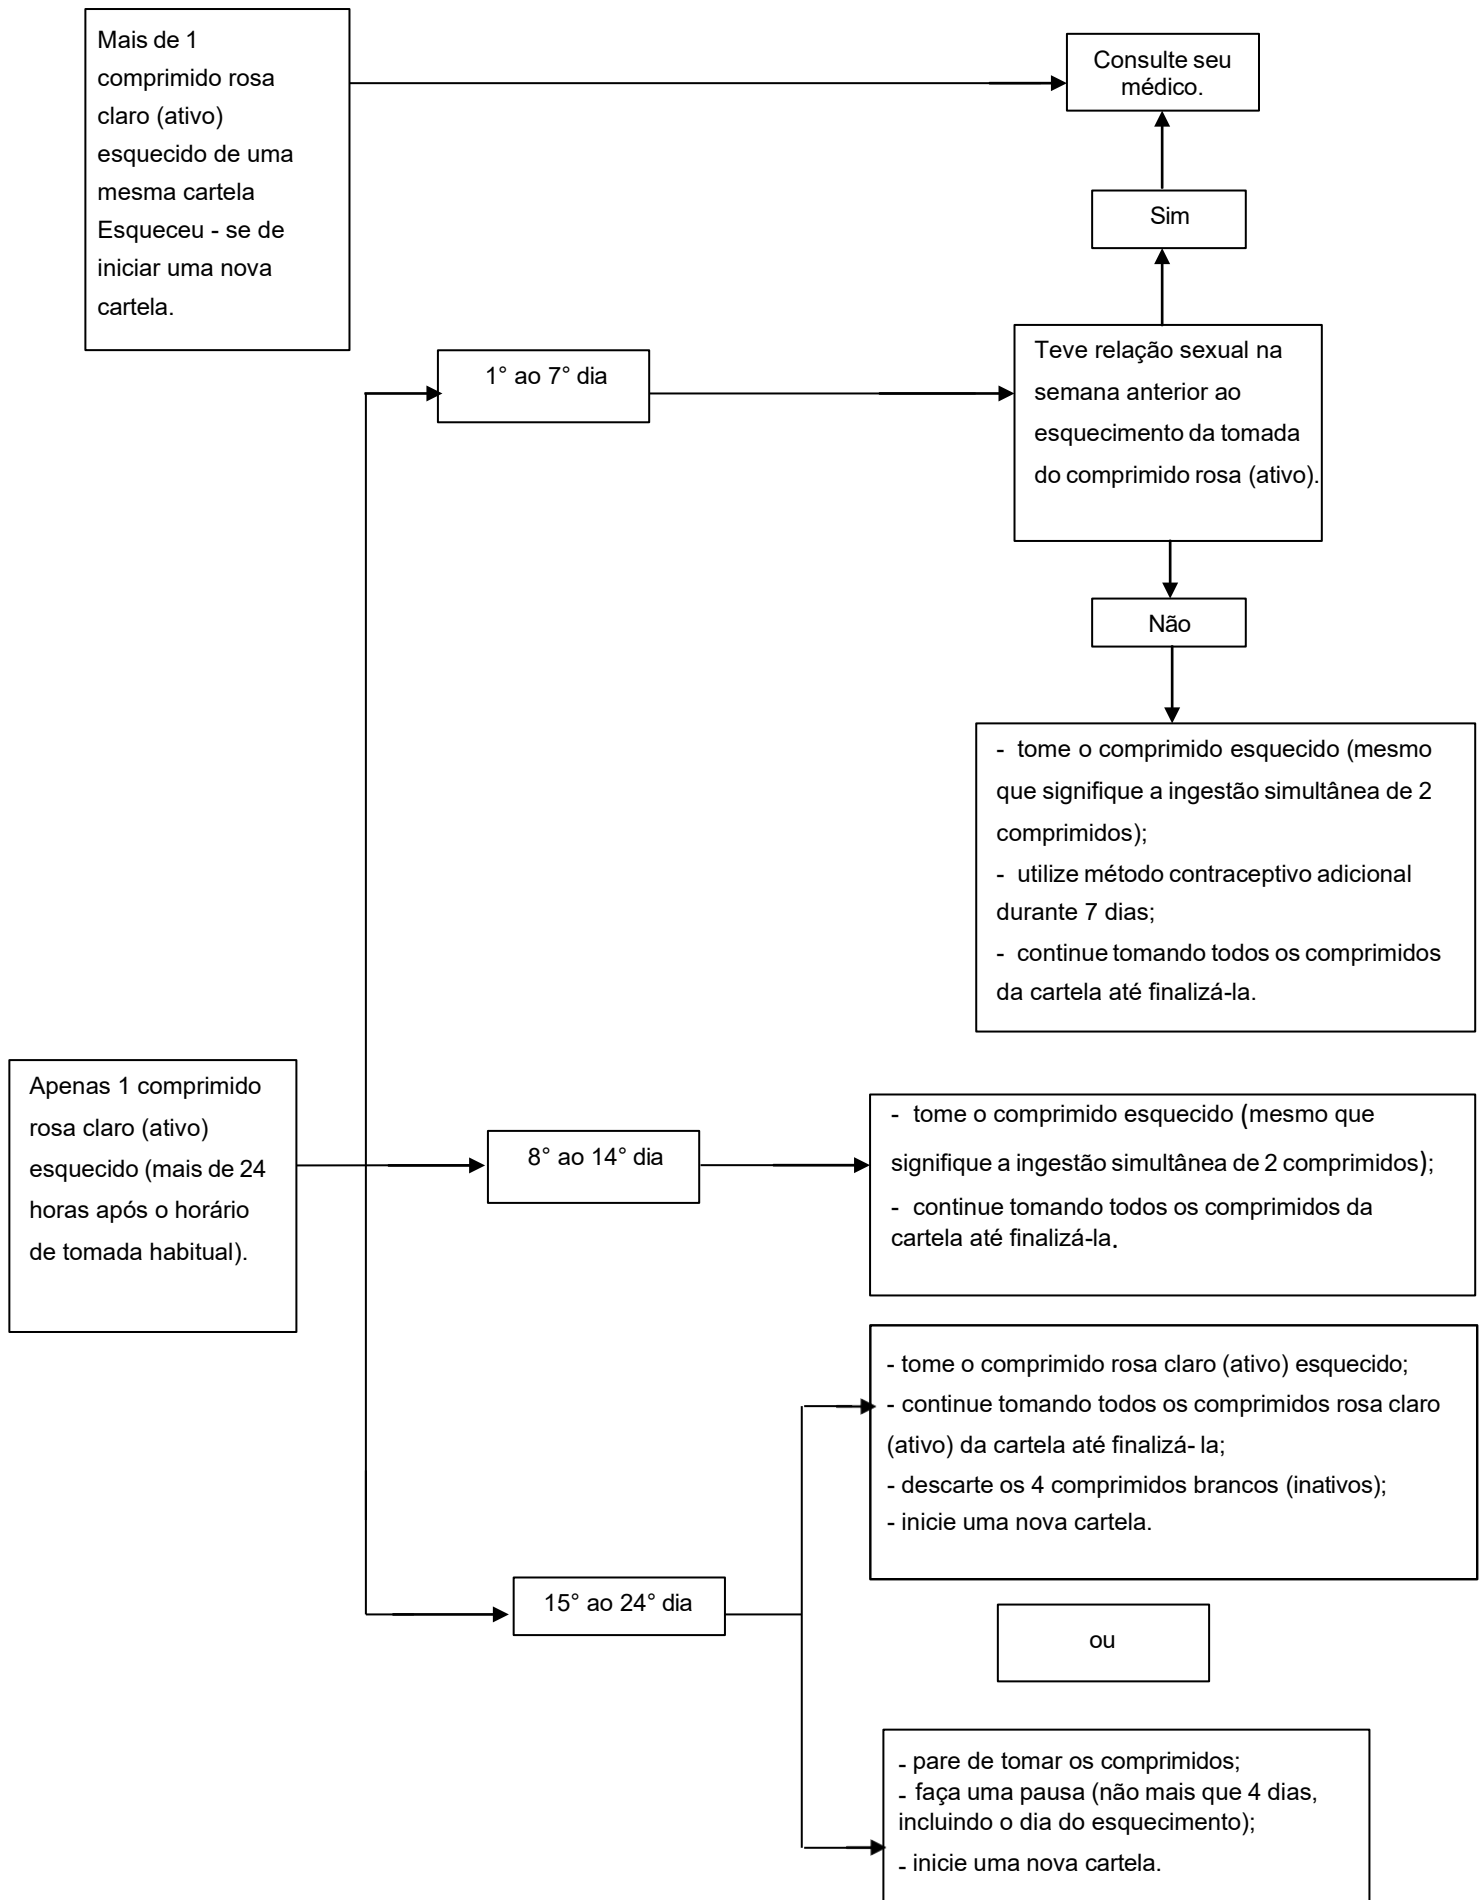 Mais de 1
comprimido rosa
claro (ativo)
esquecido de uma
mesma cartela
Esqueceu - se de
iniciar uma nova
cartela.
Consulte seu
médico.
Sim
1° ao 7° dia
Teve relação sexual na
semana anterior ao
esquecimento da tomada
do comprimido rosa (ativo).
Não
- tome o comprimido esquecido (mesmo
que signifique a ingestão simultânea de 2
comprimidos);
- utilize método contraceptivo adicional
durante 7 dias;
- continue tomando todos os comprimidos
da cartela até finalizá-la.
Apenas 1 comprimido
rosa claro (ativo)
esquecido (mais de 24
horas após o horário
de tomada habitual).
8° ao 14° dia
- tome o comprimido esquecido (mesmo que
signifique a ingestão simultânea de 2 comprimidos);
- continue tomando todos os comprimidos da
cartela até finalizá-la.
15° ao 24° dia
- tome o comprimido rosa claro (ativo) esquecido;
- continue tomando todos os comprimidos rosa claro
(ativo) da cartela até finalizá- la;
- descarte os 4 comprimidos brancos (inativos);
- inicie uma nova cartela.
ou
- pare de tomar os comprimidos;
- faça uma pausa (não mais que 4 dias,
incluindo o dia do esquecimento);
- inicie uma nova cartela.